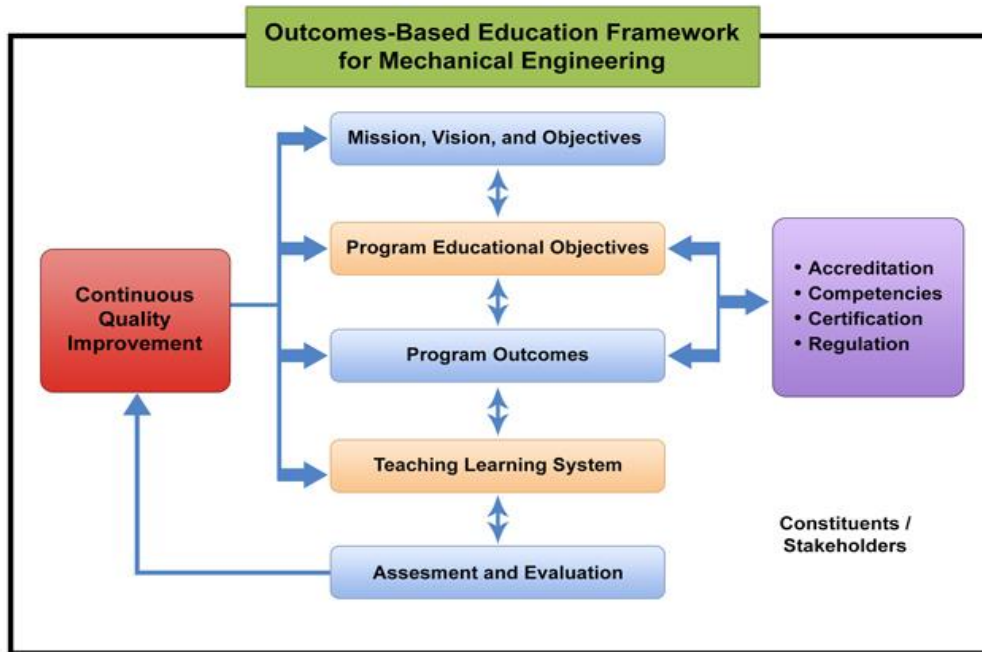 Outcomes-Based Education Framework
for Mechanical Engineering
Mission, Vision, and Objectives
Program Educational Objectives
Continuous
Quality
Improvement
• Accreditation
• Competencies
• Certification
• Regulation
Program Outcomes
Teaching Learning System
Constituents /
Stakeholders
Assesment and Evaluation